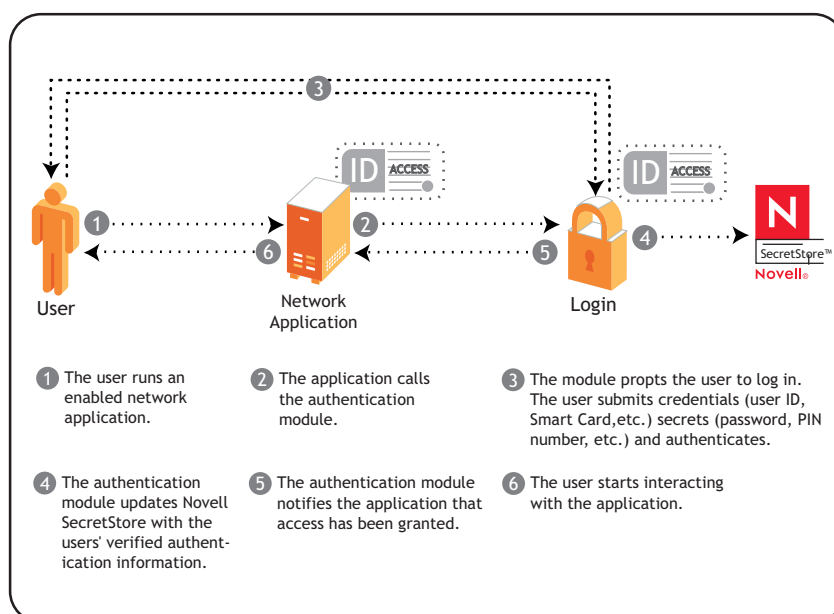 3
ID ACCESS
ID ACCESS
1
2
6
5
4
N
SecretStore™
Novell®
User
Network
Application
Login
1 The user runs an
enabled network
application.
2 The application calls
the authentication
module.
3 The module propts the user to log in.
The user submits credentials (user ID,
Smart Card,etc.) secrets (password, PIN
number, etc.) and authenticates.
4 The authentication
module updates Novell
SecretStore with the
users' verified authent-
ication information.
5 The authentication module
notifies the application that
access has been granted.
6 The user starts interacting
with the application.